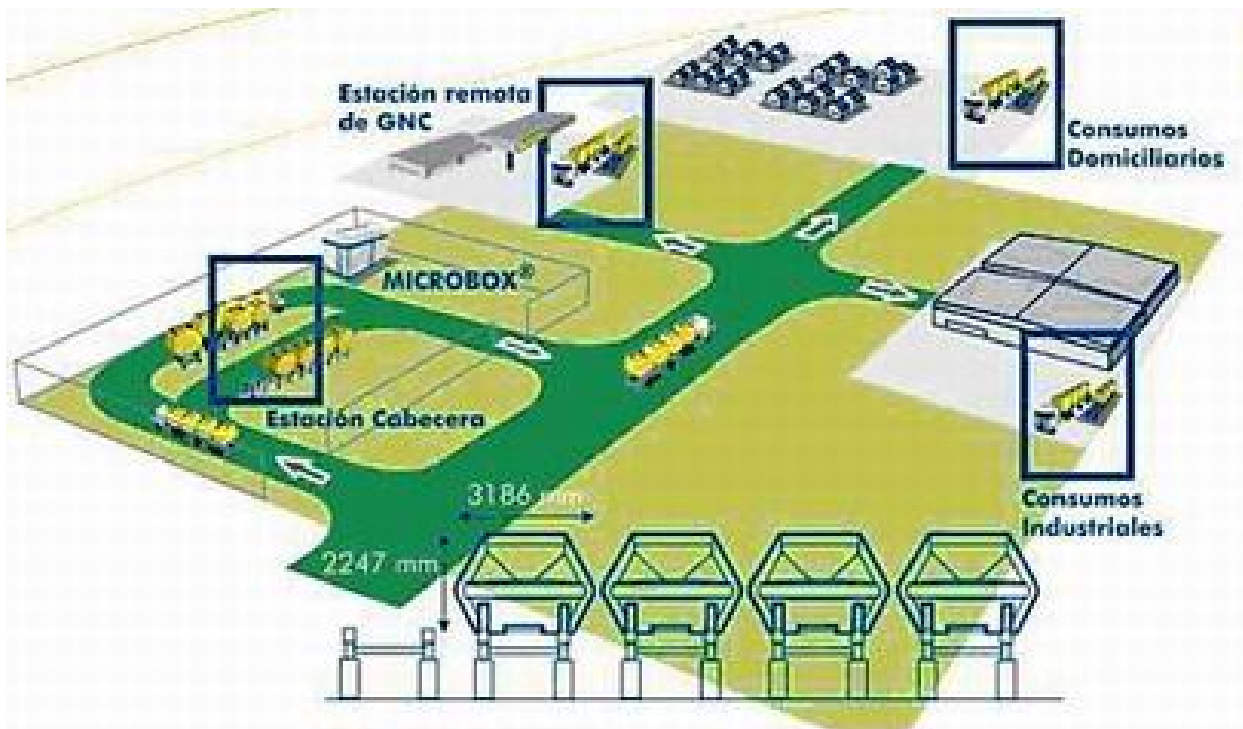 Estación remota
de GNC
Consumos
Domiciliarios
MICROBOX®
Estación Cabecera
Consumos
Industriales
3186 mm
2247 mm